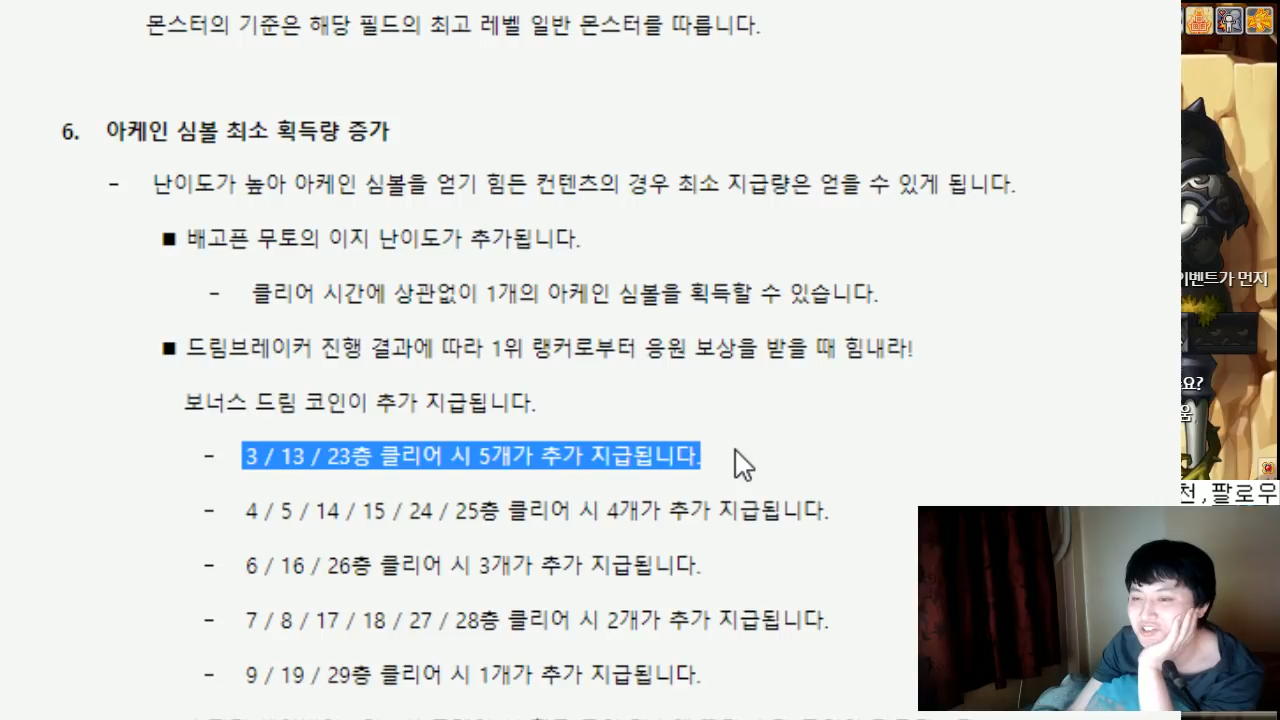 몬스터의 기준은 해당 필드의 최고 레벨 일반 몬스터를 따릅니다.
6. 아케인 심볼 최소 획득량 증가
- 난이도가 높아 아케인 심볼을 얻기 힘든 컨텐츠의 경우 최소 지급량은 얻을 수 있게 됩니다.
■ 배고픈 무토의 이지 난이도가 추가됩니다.
- 클리어 시간에 상관없이 1개의 아케인 심볼을 획득할 수 있습니다.
■ 드림브레이커 진행 결과에 따라 1위 랭커로부터 응원 보상을 받을 때 힘내라!
보너스 드림 코인이 추가 지급됩니다.
- 3 / 13 / 23층 클리어 시 5개가 추가 지급됩니다.
- 4 / 5 / 14 / 15 / 24 / 25층 클리어 시 4개가 추가 지급됩니다.
- 6 / 16 / 26층 클리어 시 3개가 추가 지급됩니다.
- 7 / 8 / 17 / 18 / 27 / 28층 클리어 시 2개가 추가 지급됩니다.
- 9 / 19 / 29층 클리어 시 1개가 추가 지급됩니다.
이벤트가 먼지
요?
움
천,팔로우